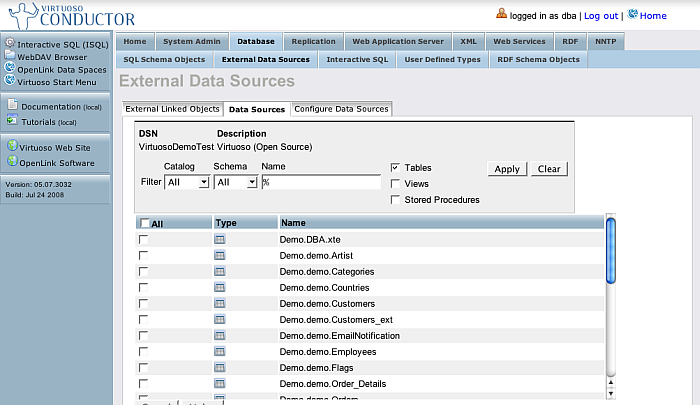 VIRTUOSO
CONDUCTOR
logged in as dba | Log out | Home
Interactive SQL (ISQL)
WebDAV Browser
OpenLink Data Spaces
Virtuoso Start Menu
Documentation (local)
Tutorials (local)
Virtuoso Web Site
OpenLink Software
Version: 05.07.3032
Build: Jul 24 2008
Home System Admin Database Replication Web Application Server XML Web Services RDF NNTP
SQL Schema Objects External Data Sources Interactive SQL User Defined Types RDF Schema Objects
External Data Sources
External Linked Objects Data Sources Configure Data Sources
DSN Description
VirtuosoDemoTest Virtuoso (Open Source)
Catalog Schema Name
Filter All All %
Tables
Views
Stored Procedures
Apply Clear
All Type Name
Demo.DBA.xte
Demo.demo.Artist
Demo.demo.Categories
Demo.demo.Countries
Demo.demo.Customers
Demo.demo.Customers_ext
Demo.demo.EmailNotification
Demo.demo.Employees
Demo.demo.Flags
Demo.demo.Order_Details
Demo.demo.Orders